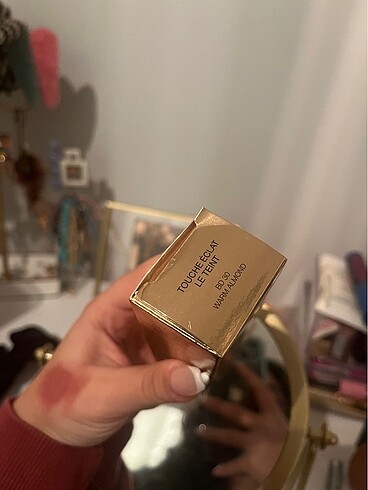 TOUCHE ÉCLAT
LE TEINT
BD 30
WARM ALMOND